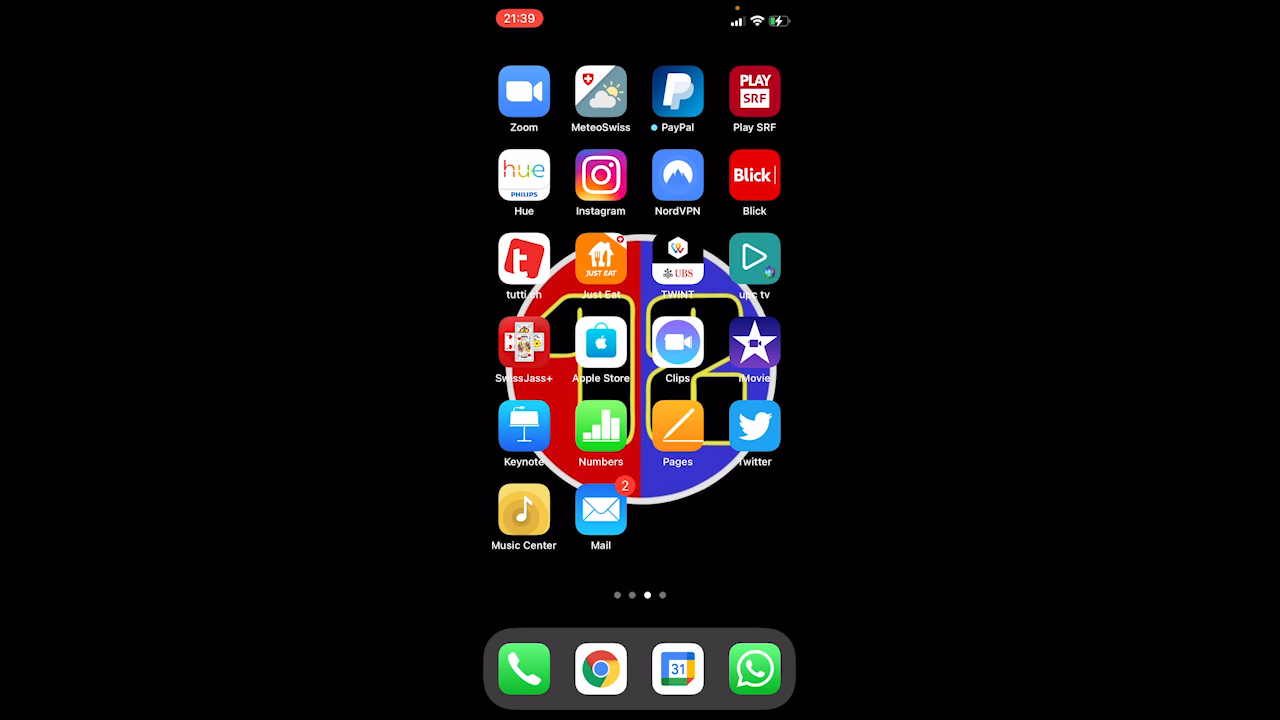 21:39
PLAY
SRF
Zoom MeteoSwiss PayPal Play SRF
hue
PHILIPS
Blick
Hue Instagram NordVPN Blick
t
JUST EAT
UBS
tutti.ch Just Eat TWINT upc tv
SwissJass+ Apple Store Clips iMovie
Keynote Numbers Pages Twitter
2
Music Center Mail
31